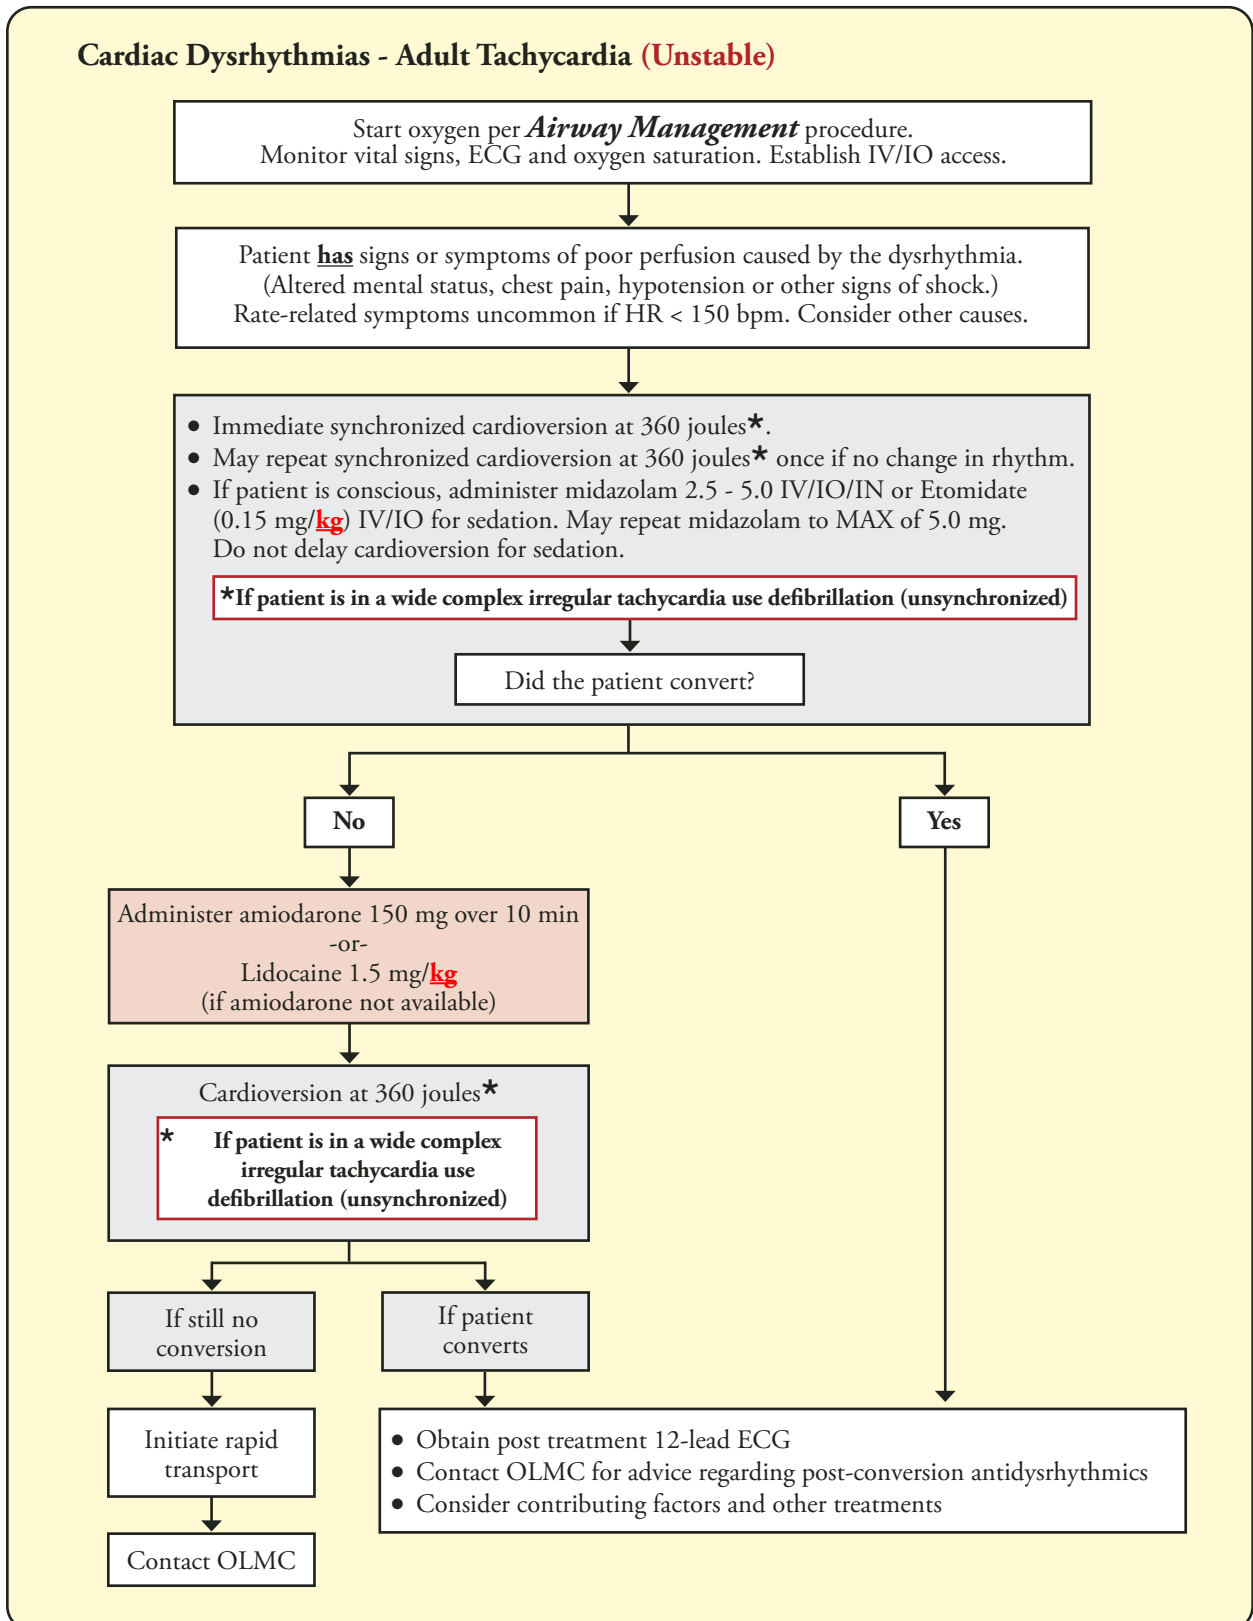 Cardiac Dysrhythmias - Adult Tachycardia (Unstable)
Start oxygen per Airway Management procedure.
Monitor vital signs, ECG and oxygen saturation. Establish IV/IO access.
Patient has signs or symptoms of poor perfusion caused by the dysrhythmia.
(Altered mental status, chest pain, hypotension or other signs of shock.)
Rate-related symptoms uncommon if HR < 150 bpm. Consider other causes.
• Immediate synchronized cardioversion at 360 joules*.
• May repeat synchronized cardioversion at 360 joules* once if no change in rhythm.
• If patient is conscious, administer midazolam 2.5 - 5.0 IV/IO/IN or Etomidate
(0.15 mg/kg) IV/IO for sedation. May repeat midazolam to MAX of 5.0 mg.
Do not delay cardioversion for sedation.
*If patient is in a wide complex irregular tachycardia use defibrillation (unsynchronized)
Did the patient convert?
No
Yes
Administer amiodarone 150 mg over 10 min
-or-
Lidocaine 1.5 mg/kg
(if amiodarone not available)
Cardioversion at 360 joules*
* If patient is in a wide complex
irregular tachycardia use
defibrillation (unsynchronized)
If still no
conversion
If patient
converts
Initiate rapid
transport
Contact OLMC
• Obtain post treatment 12-lead ECG
• Contact OLMC for advice regarding post-conversion antidysrhythmics
• Consider contributing factors and other treatments